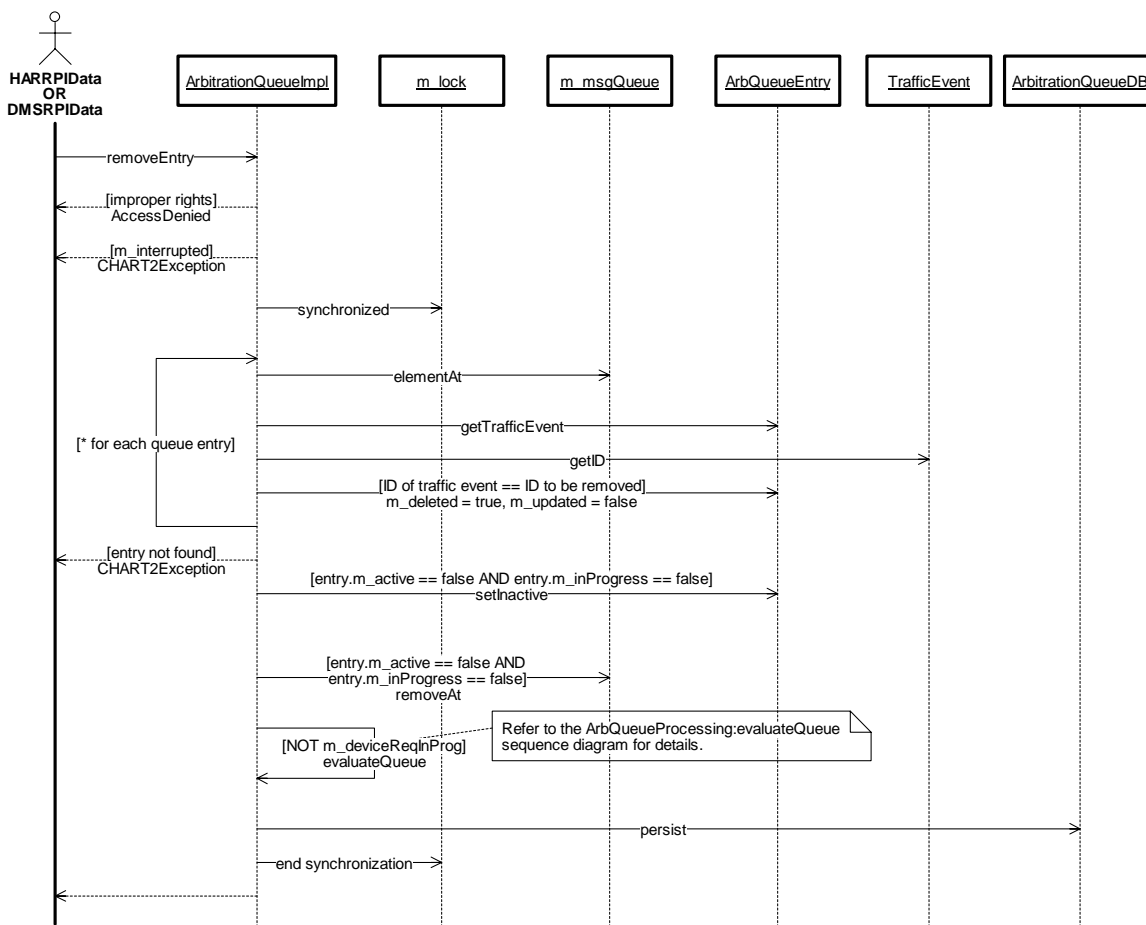 HARRPIData
OR
DMSRPIData
ArbitrationQueueImpl
m_lock
m_msgQueue
ArbQueueEntry
TrafficEvent
ArbitrationQueueDB
removeEntry
[improper rights]
AccessDenied
[m_interrupted]
CHART2Exception
synchronized
elementAt
[* for each queue entry]
getTrafficEvent
getID
[ID of traffic event == ID to be removed]
m_deleted = true, m_updated = false
[entry not found]
CHART2Exception
[entry.m_active == false AND entry.m_inProgress == false]
setInactive
[entry.m_active == false AND
entry.m_inProgress == false]
removeAt
[NOT m_deviceReqInProg]
evaluateQueue
Refer to the ArbQueueProcessing:evaluateQueue
sequence diagram for details.
persist
end synchronization